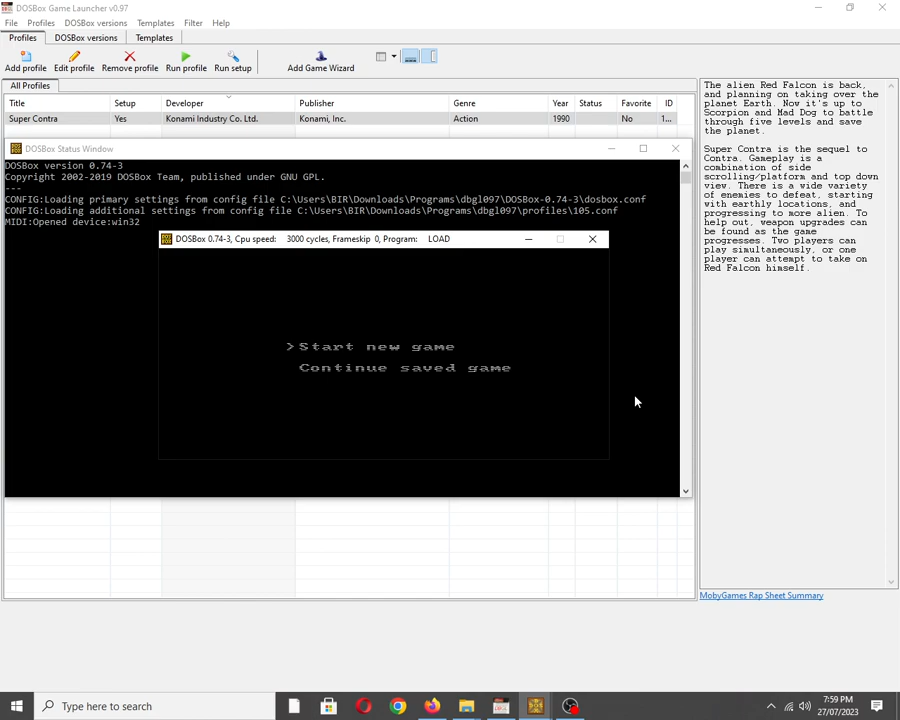 DOSBox Game Launcher v0.97
File Profiles DOSBox versions Templates Filter Help
Profiles DOSBox versions Templates
Add profile Edit profile Remove profile Run profile Run setup Add Game Wizard
All Profiles
Title Setup Developer Publisher Genre Year Status Favorite ID
Super Contra Yes Konami Industry Co. Ltd. Konami, Inc. Action 1990 No 1...
DOSBox Status Window
DOSBox version 0.74-3
Copyright 2002-2019 DOSBox Team, published under GNU GPL.
---
CONFIG:Loading primary settings from config file C:\Users\BIR\Downloads\Programs\dbgl097\DOSBox-0.74-3\dosbox.conf
CONFIG:Loading additional settings from config file C:\Users\BIR\Downloads\Programs\dbgl097\profiles\105.conf
MIDI:Opened device:win32
DOSBox 0.74-3, Cpu speed: 3000 cycles, Frameskip 0, Program: LOAD
>Start new game
Continue saved game
The alien Red Falcon is back,
and planning on taking over the
planet Earth. Now it's up to
Scorpion and Mad Dog to battle
through five levels and save
the planet.
Super Contra is the sequel to
Contra. Gameplay is a
combination of side
scrolling/platform and top down
view. There is a wide variety
of enemies to defeat, starting
with earthly locations, and
progressing to more alien. To
help out, weapon upgrades can
be found as the game
progresses. Two players can
play simultaneously, or one
player can attempt to take on
Red Falcon himself.
MobyGames Rap Sheet Summary
Type here to search
7:59 PM
27/07/2023